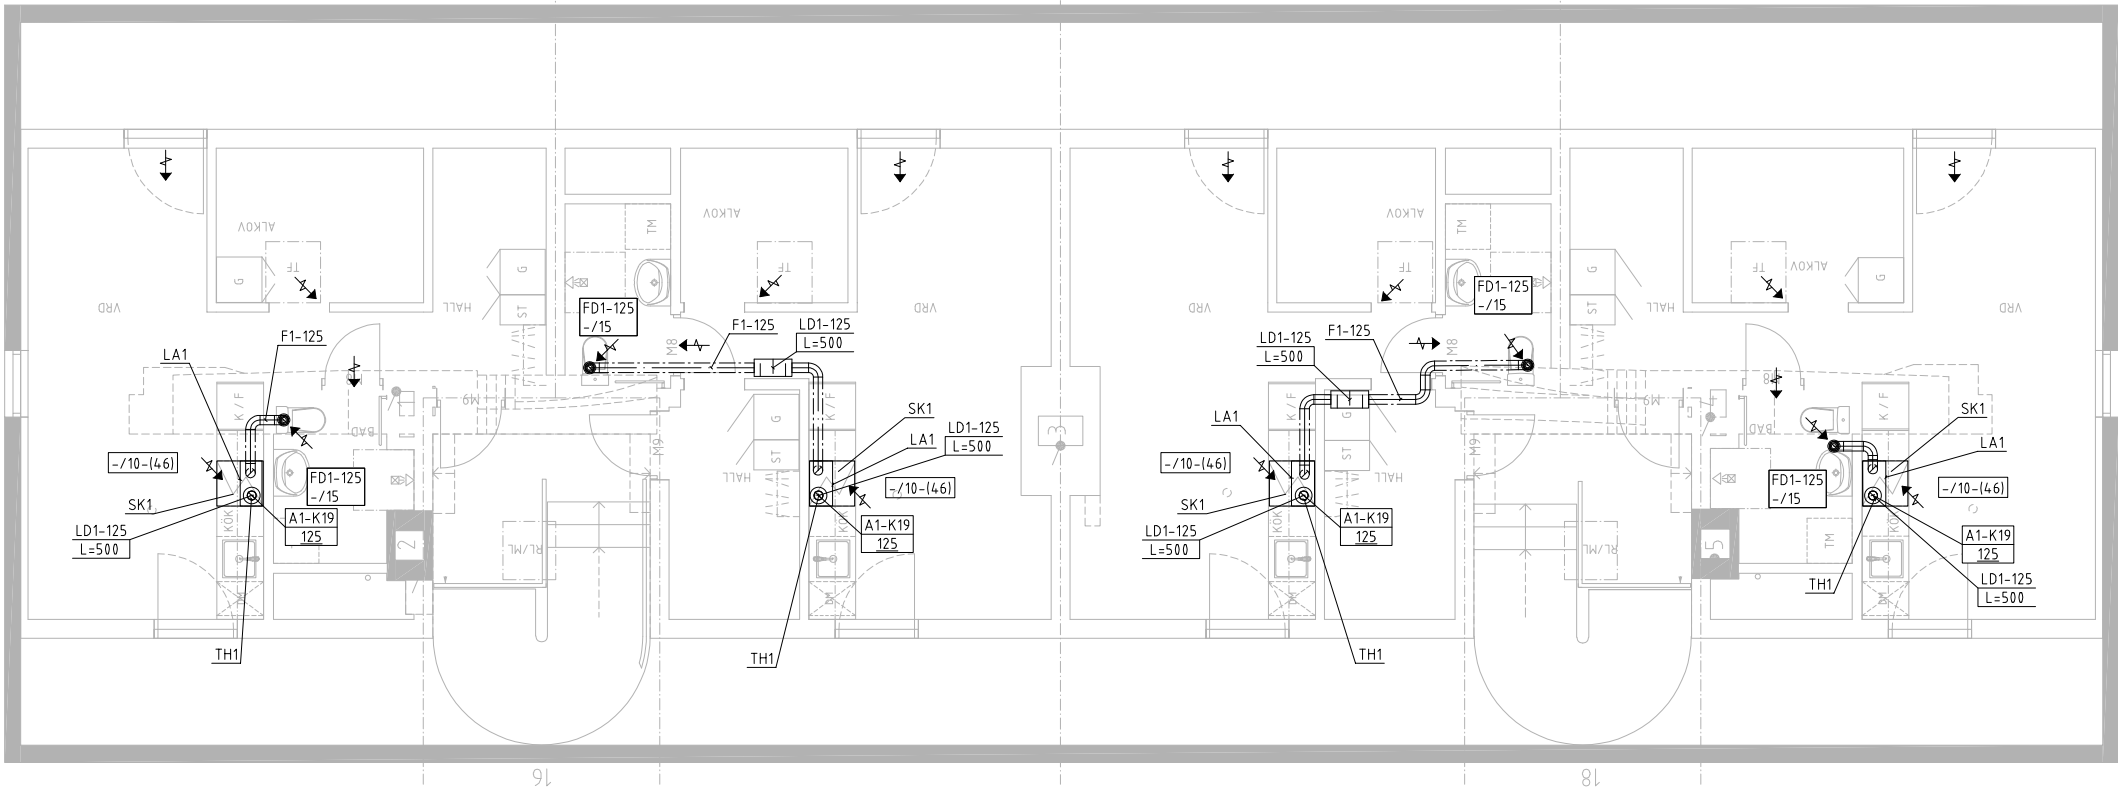 ALKOV
TF
G
VRD
HALL
G
ST
TM
ALKOV
TF
VRD
FD1-125
-/15
F1-125
LD1-125
L=500
M8
F1-125
LA1
K/F
BAD
M9
1
-/10-(46)
FD1-125
-/15
SK1
LD1-125
L=500
KÖK
A1-K19
125
2
RL/ML
DM
TH1
M9
G
ST
HALL
K/F
SK1
LA1
LD1-125
L=500
-/10-(46)
KÖK
A1-K19
125
DM
TH1
3
16
VRD
ALKOV
TF
TM
FD1-125
-/15
G
ST
HALL
ALKOV
TF
G
VRD
LD1-125
L=500
F1-125
M8
K/F
G
ST
HALL
LA1
-/10-(46)
SK1
LD1-125
L=500
KÖK
A1-K19
125
DM
TH1
M9
M9
4
M8
BAD
K/F
SK1
LA1
FD1-125
-/15
-/10-(46)
KÖK
A1-K19
125
TM
5
RL/ML
DM
LD1-125
L=500
TH1
18